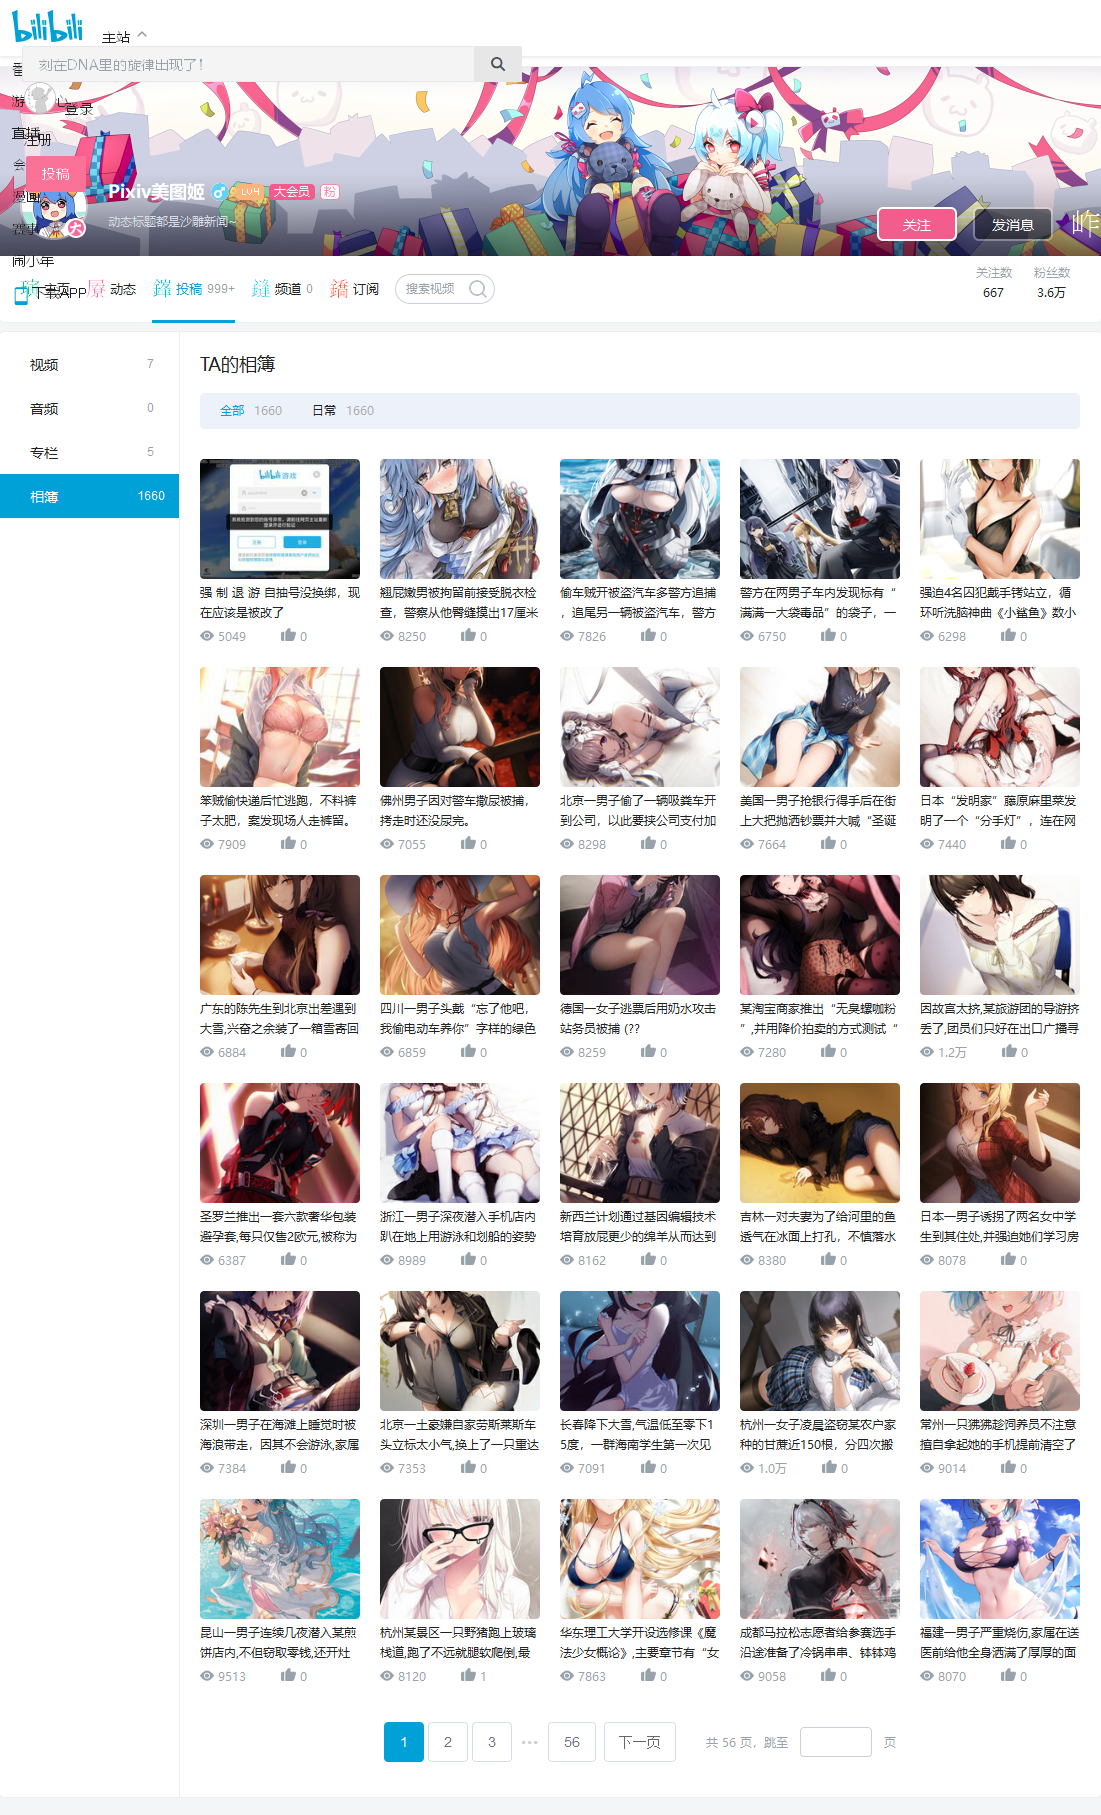 bilibili
主站
刻在DNA里的旋律出现了!
登录
直播
注册
投稿
漫画
赛事
Pixiv美图姬 LV4 大会员 粉
动态标题都是沙雕新闻~
关注 发消息
闹小年
下载APP
主页 动态 投稿 999+ 频道 0 订阅 搜索视频
关注数 粉丝数
667 3.6万
视频 7
音频 0
专栏 5
相簿 1660
TA的相簿
全部 1660 日常 1660
强 制 退 游 自抽号没换绑，现
在应该是被改了
5049 0
翘屁嫩男被拘留前接受脱衣检
查，警察从他臀缝摸出17厘米
8250 0
偷车贼开被盗汽车多警方追捕
，追尾另一辆被盗汽车，警方
7826 0
警方在两男子车内发现标有“
满满一大袋毒品”的袋子，一
6750 0
强迫4名囚犯戴手铐站立，循
环听洗脑神曲《小鲨鱼》数小
6298 0
笨贼偷快递后忙逃跑，不料裤
子太肥，案发现场人走裤留。
7909 0
佛州男子因对警车撒尿被捕，
拷走时还没尿完。
7055 0
北京一男子偷了一辆吸粪车开
到公司，以此要挟公司支付加
8298 0
美国一男子抢银行得手后在街
上大把抛洒钞票并大喊“圣诞
7664 0
日本“发明家”藤原麻里菜发
明了一个“分手灯”，连在网
7440 0
广东的陈先生到北京出差遇到
大雪,兴奋之余装了一箱雪寄回
6884 0
四川一男子头戴“忘了他吧，
我偷电动车养你”字样的绿色
6859 0
德国一女子逃票后用奶水攻击
站务员被捕 (??
8259 0
某淘宝商家推出“无臭螺咖粉
”,并用降价拍卖的方式测试“
7280 0
因故宫太挤,某旅游团的导游挤
丢了,团员们只好在出口广播寻
1.2万 0
圣罗兰推出一套六款奢华包装
避孕套,每只仅售2欧元,被称为
6387 0
浙江一男子深夜潜入手机店内
趴在地上用游泳和划船的姿势
8989 0
新西兰计划通过基因编辑技术
培育放屁更少的绵羊从而达到
8162 0
吉林一对夫妻为了给河里的鱼
透气在冰面上打孔，不慎落水
8380 0
日本一男子诱拐了两名女中学
生到其住处,并强迫她们学习房
8078 0
深圳一男子在海滩上睡觉时被
海浪带走，因其不会游泳,家属
7384 0
北京一土豪嫌自家劳斯莱斯车
头立标太小气,换上了一只重达
7353 0
长春降下大雪,气温低至零下1
5度，一群海南学生第一次见
7091 0
杭州一女子凌晨盗窃某农户家
种的甘蔗近150根，分四次搬
1.0万 0
常州一只狒狒趁饲养员不注意
擅自拿起她的手机提前清空了
9014 0
昆山一男子连续几夜潜入某煎
饼店内,不但窃取零钱,还开灶
9513 0
杭州某景区一只野猪跑上玻璃
栈道,跑了不远就腿软爬倒,最
8120 1
华东理工大学开设选修课《魔
法少女概论》,主要章节有“女
7863 0
成都马拉松志愿者给参赛选手
沿途准备了冷锅串串、钵钵鸡
9058 0
福建一男子严重烧伤,家属在送
医前给他全身洒满了厚厚的面
8070 0
1 2 3 ••• 56 下一页 共 56 页，跳至 页